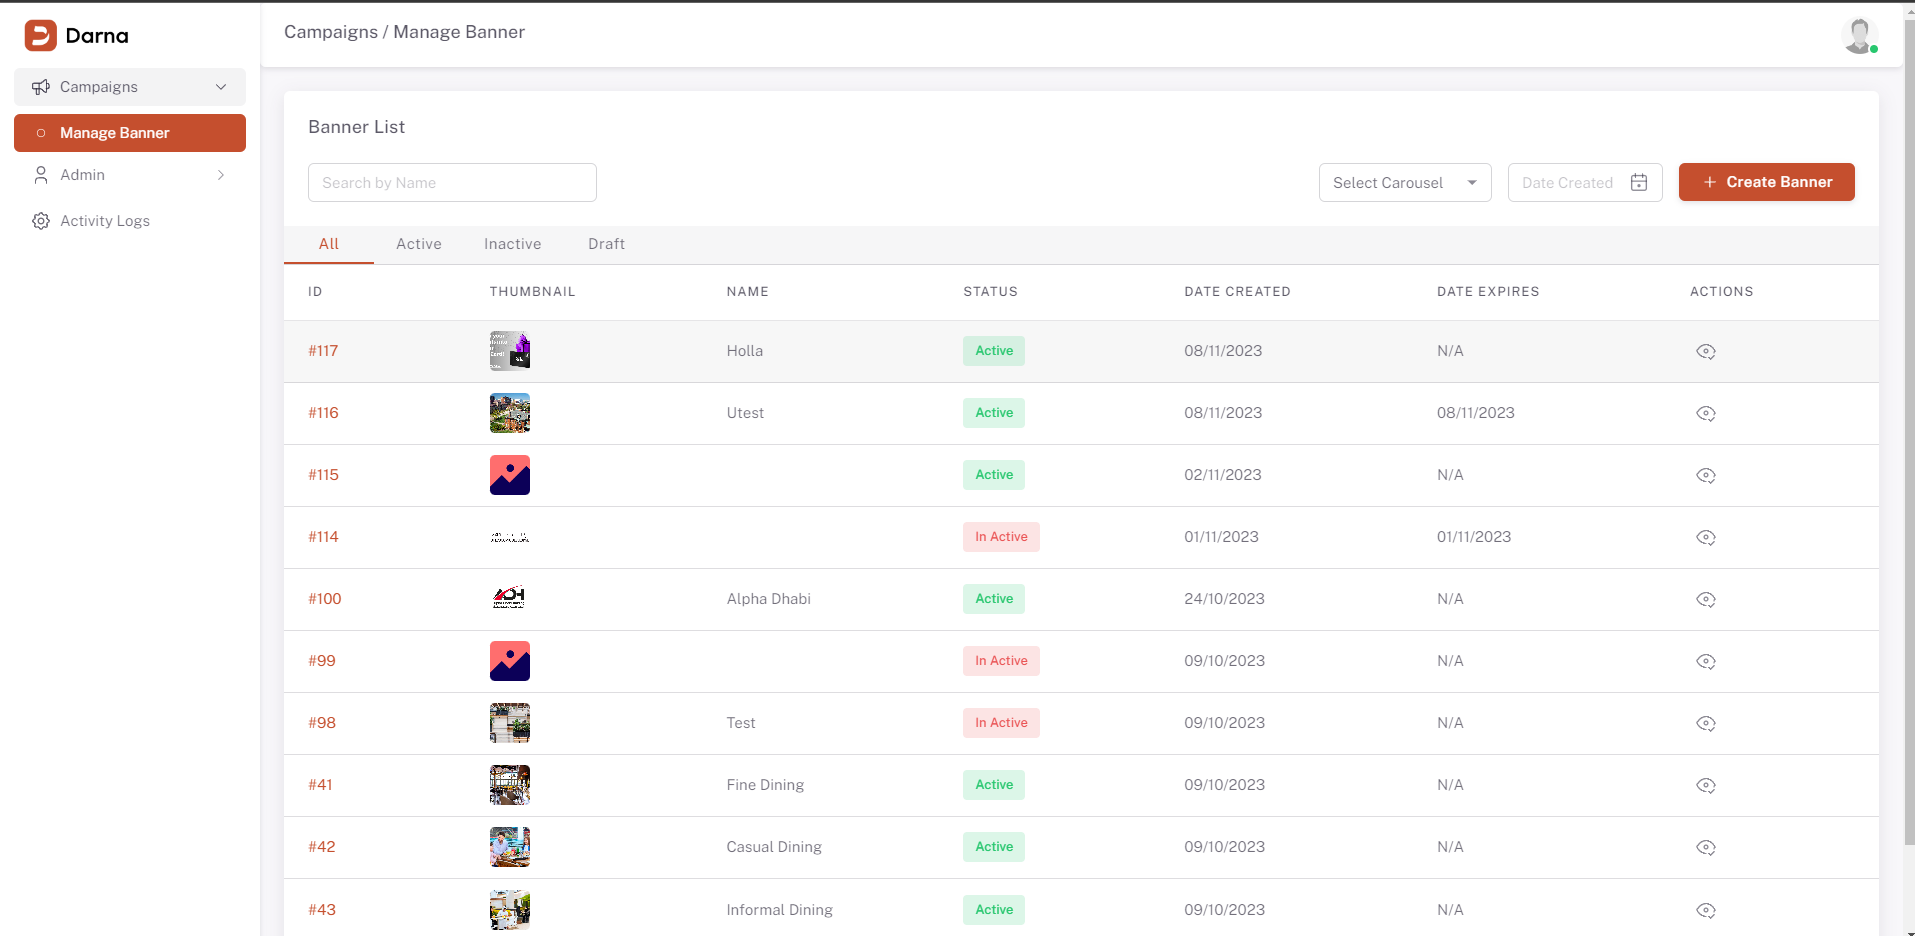 Darna
Campaigns
Manage Banner
Admin
Activity Logs
Campaigns / Manage Banner
Banner List
Search by Name
Select Carousel
Date Created
+ Create Banner
All Active Inactive Draft
ID THUMBNAIL NAME STATUS DATE CREATED DATE EXPIRES ACTIONS
#117 Holla Active 08/11/2023 N/A
#116 Utest Active 08/11/2023 08/11/2023
#115 Active 02/11/2023 N/A
#114 In Active 01/11/2023 01/11/2023
#100 ADH Alpha Dhabi Active 24/10/2023 N/A
#99 In Active 09/10/2023 N/A
#98 Test In Active 09/10/2023 N/A
#41 Fine Dining Active 09/10/2023 N/A
#42 Casual Dining Active 09/10/2023 N/A
#43 Informal Dining Active 09/10/2023 N/A